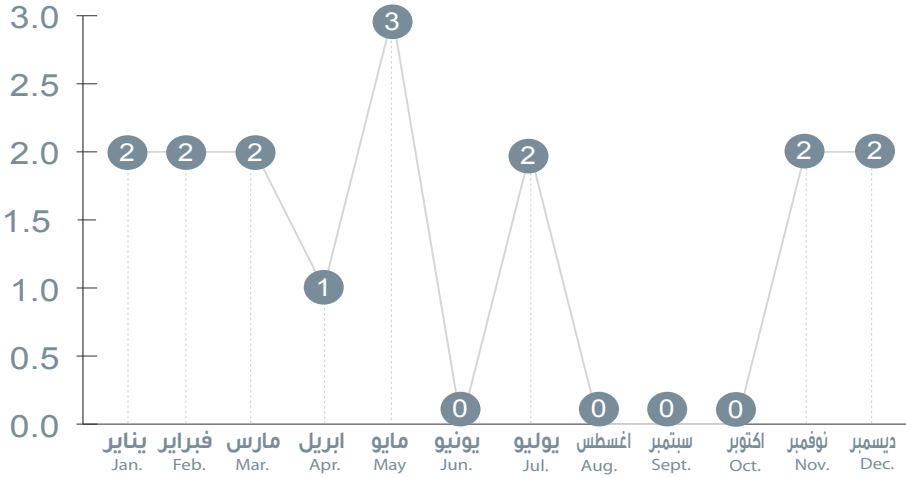 3.0
2.5
2.0
1.5
1.0
0.5
0.0
2 2 2 1 3 0 2 0 0 0 2 2
يناير فبراير مارس ابريل مايو يونيو يوليو اغسطس سبتمبر اكتوبر نوفمبر ديسمبر
Jan. Feb. Mar. Apr. May Jun. Jul. Aug. Sept. Oct. Nov. Dec.